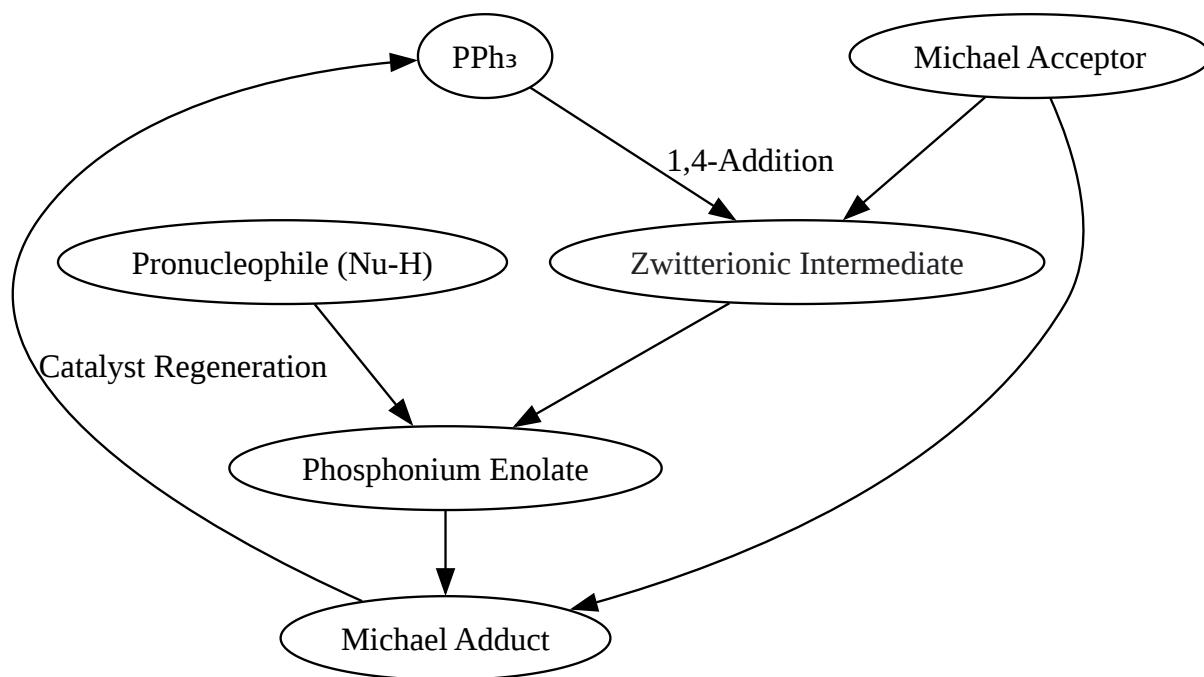 PPh₃
Michael Acceptor
1,4-Addition
Pronucleophile (Nu-H)
Zwitterionic Intermediate
Catalyst Regeneration
Phosphonium Enolate
Michael Adduct